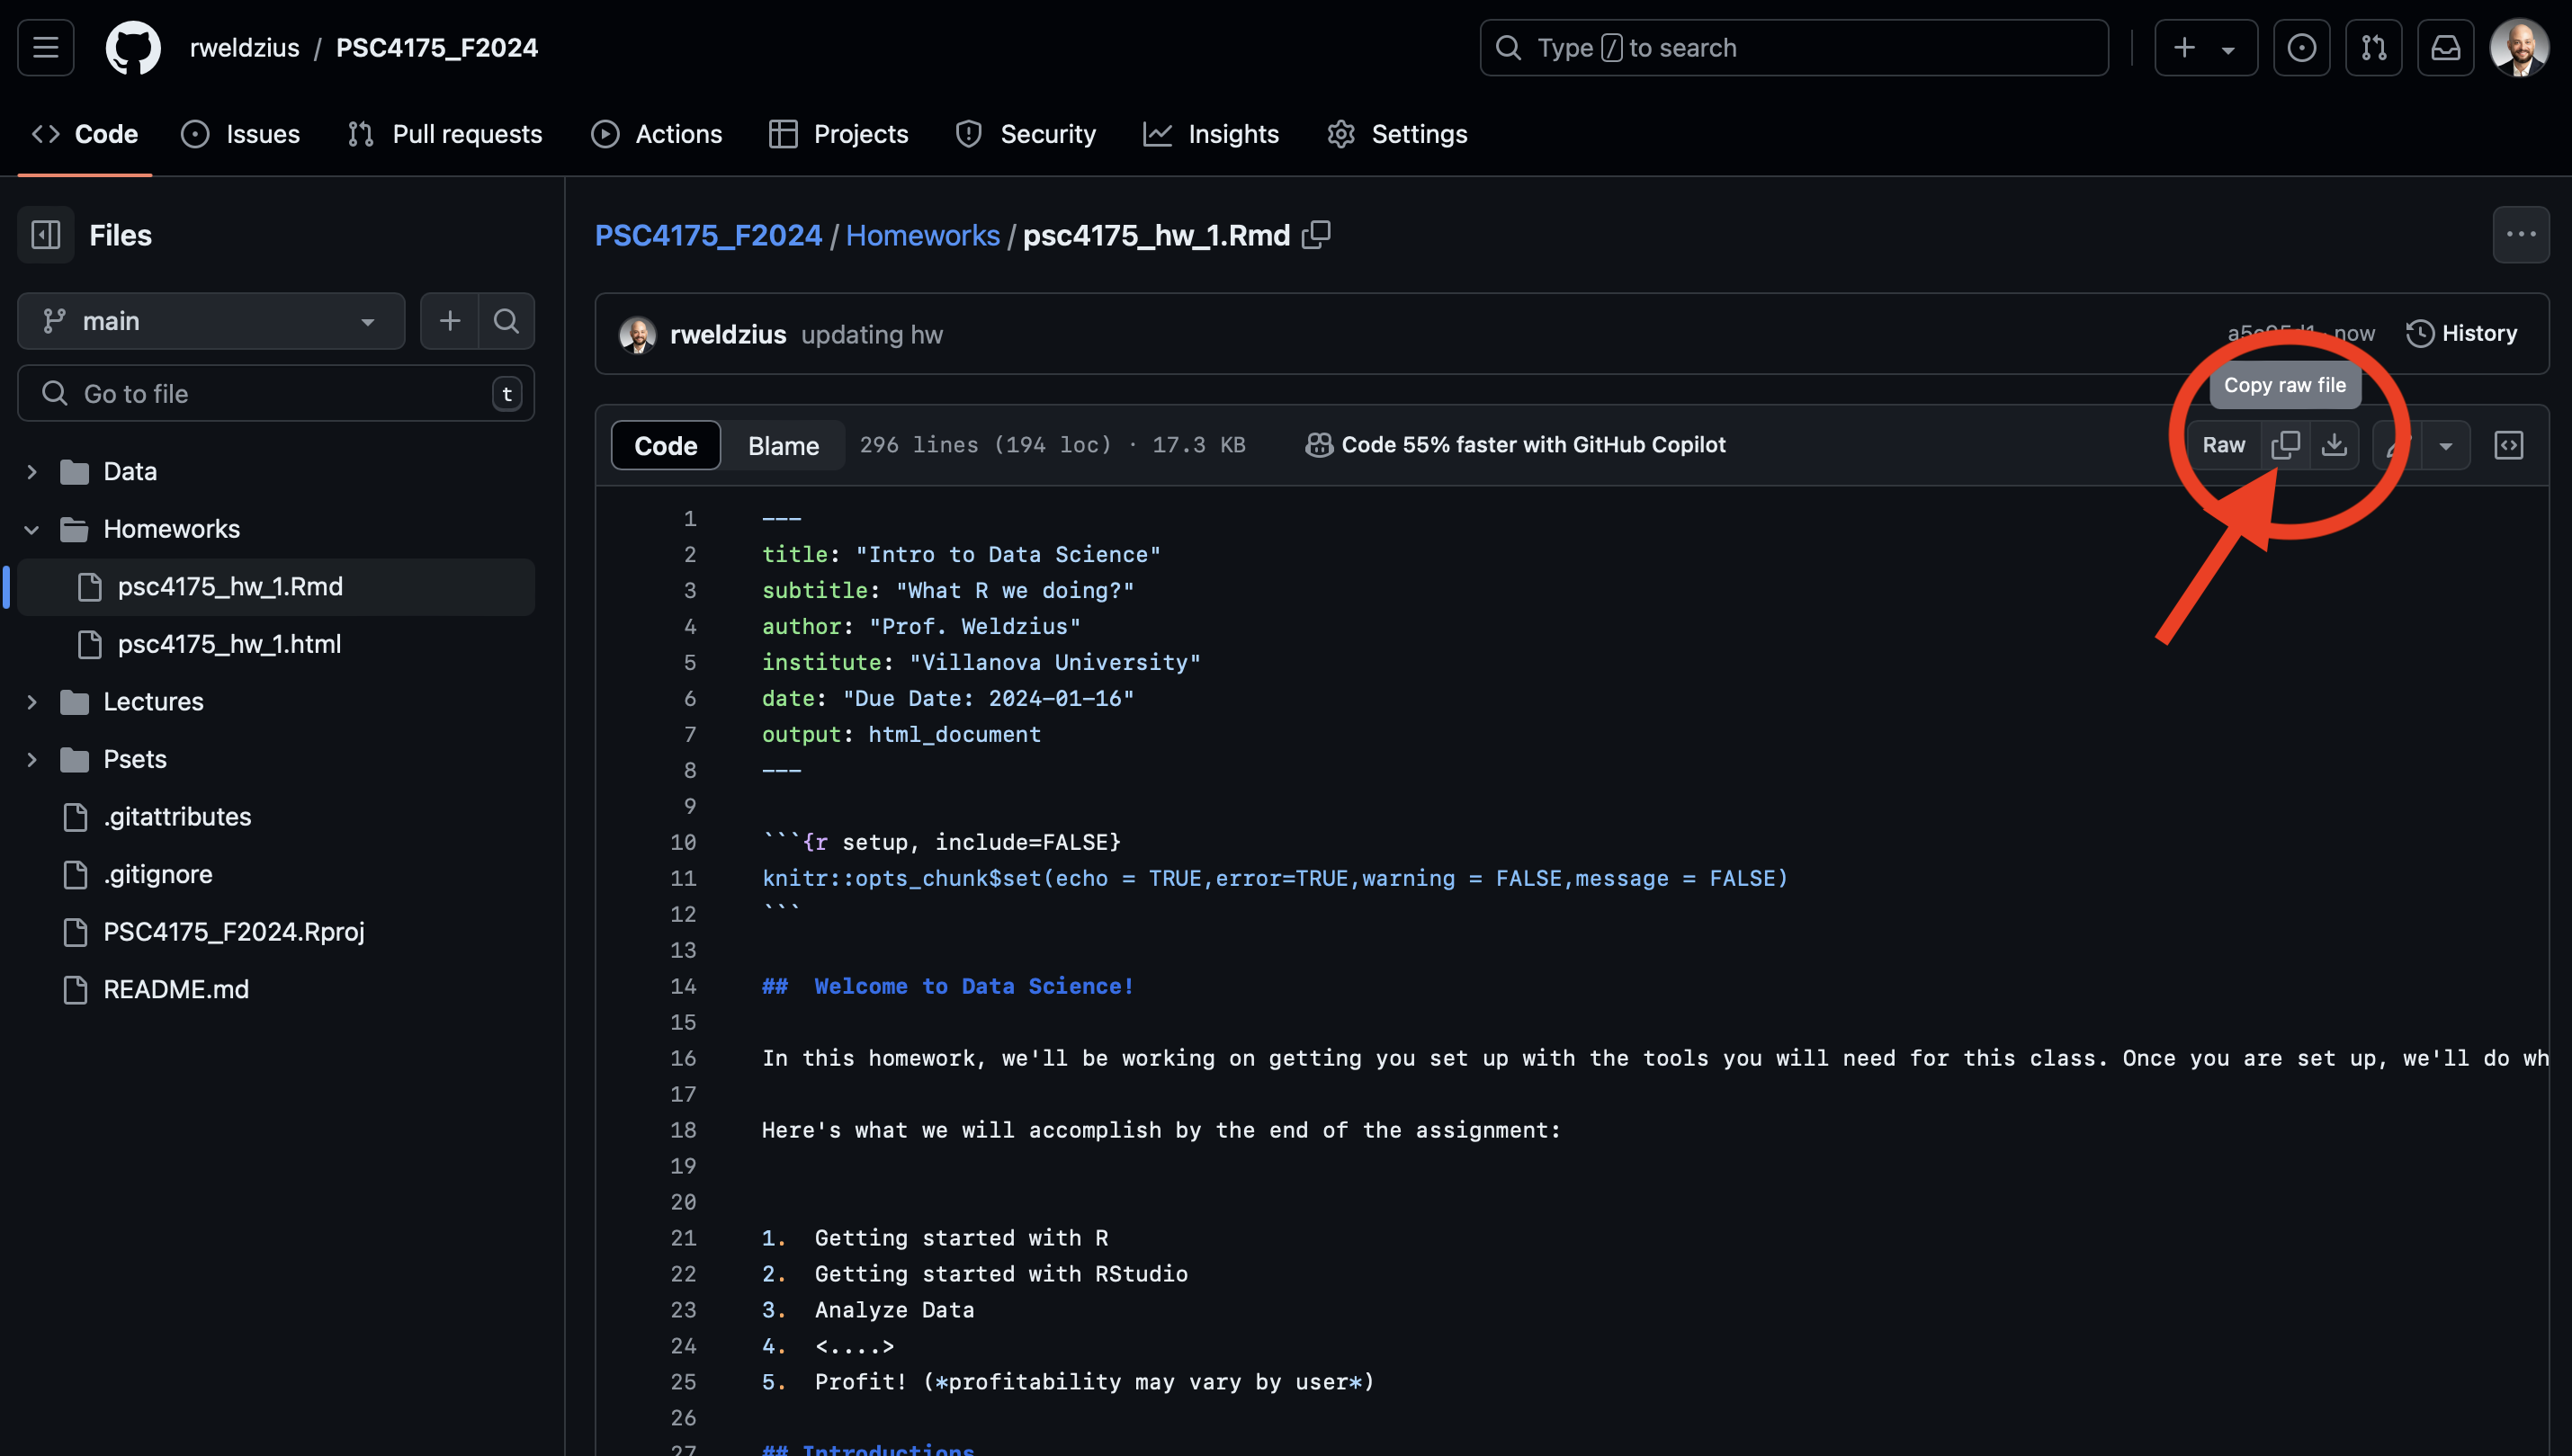 rweldzius / PSC4175_F2024
Type / to search
Code
Issues
Pull requests
Actions
Projects
Security
Insights
Settings
Files
main
Go to file
t
Data
Homeworks
psc4175_hw_1.Rmd
psc4175_hw_1.html
Lectures
Psets
.gitattributes
.gitignore
PSC4175_F2024.Rproj
README.md
PSC4175_F2024 / Homeworks / psc4175_hw_1.Rmd
rweldzius updating hw
now
History
Copy raw file
Code Blame 296 lines (194 loc) · 17.3 KB
Code 55% faster with GitHub Copilot
Raw
1 ---
2 title: "Intro to Data Science"
3 subtitle: "What R we doing?"
4 author: "Prof. Weldzius"
5 institute: "Villanova University"
6 date: "Due Date: 2024-01-16"
7 output: html_document
8 ---
9
10 ```{r setup, include=FALSE}
11 knitr::opts_chunk$set(echo = TRUE,error=TRUE,warning = FALSE,message = FALSE)
12 ```
13
14 ##  Welcome to Data Science!
15
16 In this homework, we'll be working on getting you set up with the tools you will need for this class. Once you are set up, we'll do wh
17
18 Here's what we will accomplish by the end of the assignment:
19
20
21 1.  Getting started with R
22 2.  Getting started with RStudio
23 3.  Analyze Data
24 4.  <....>
25 5.  Profit! (*profitability may vary by user*)
26
27 ## Introductions